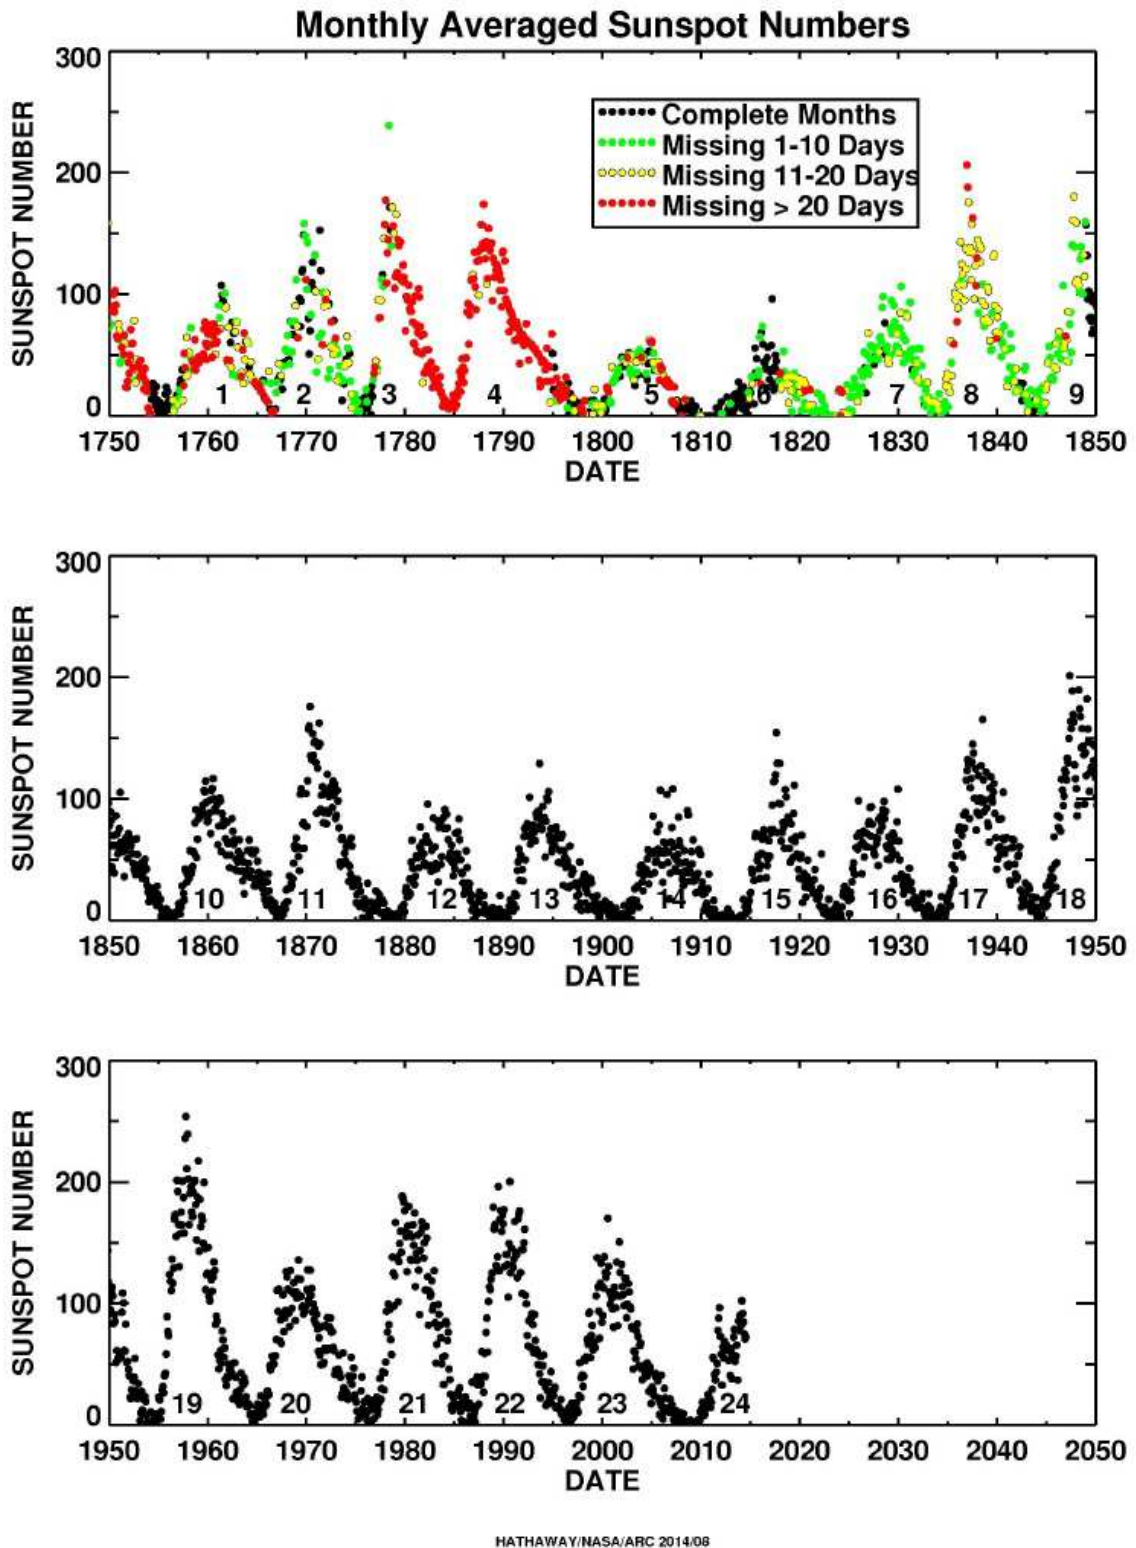 Monthly Averaged Sunspot Numbers
300
200
100
0
SUNSPOT NUMBER
Complete Months
Missing 1-10 Days
Missing 11-20 Days
Missing > 20 Days
1 2 3 4 5 6 7 8 9
1750 1760 1770 1780 1790 1800 1810 1820 1830 1840 1850
DATE
300
200
100
0
SUNSPOT NUMBER
10 11 12 13 14 15 16 17 18
1850 1860 1870 1880 1890 1900 1910 1920 1930 1940 1950
DATE
300
200
100
0
SUNSPOT NUMBER
19 20 21 22 23 24
1950 1960 1970 1980 1990 2000 2010 2020 2030 2040 2050
DATE
HATHAWAY/NASA/ARC 2014/08